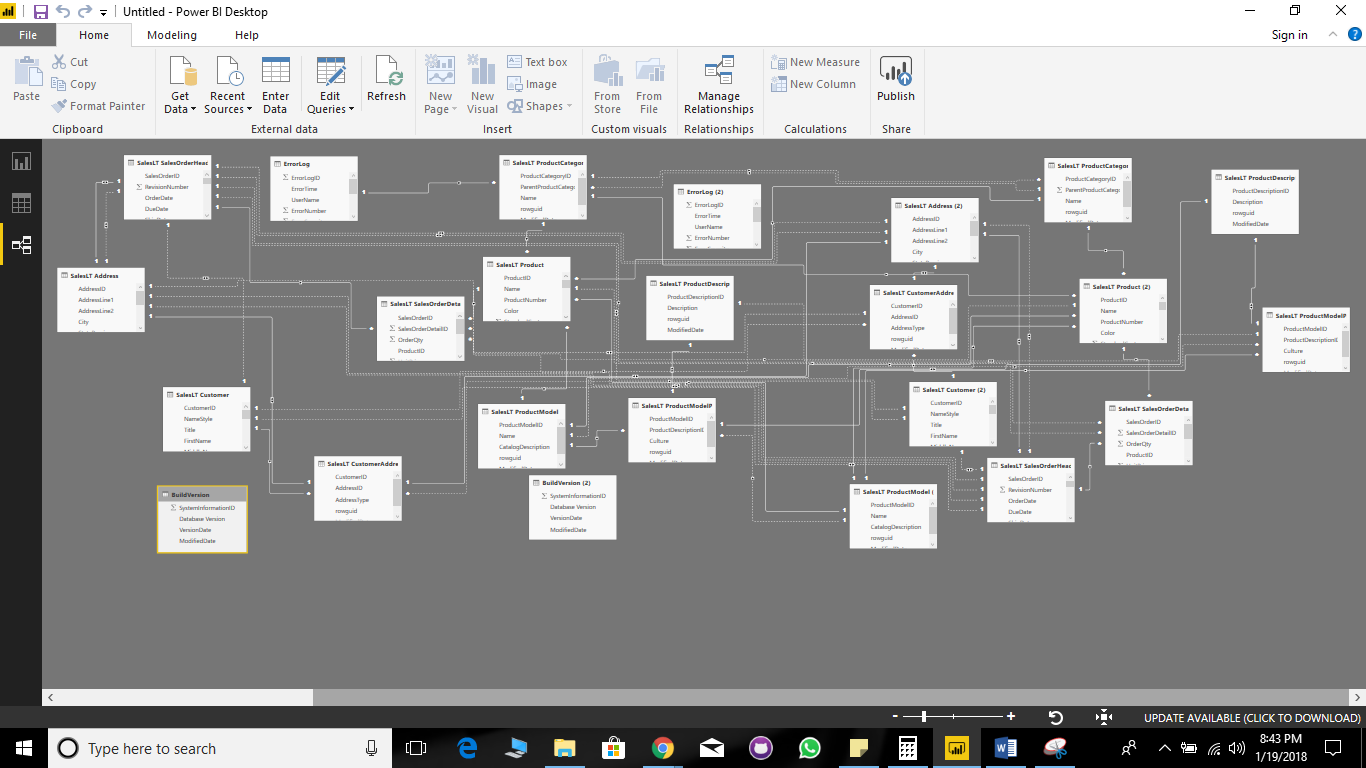 Untitled - Power BI Desktop
File
Home
Modeling
Help
Sign in
Paste
Cut
Copy
Format Painter
Clipboard
Get Data
Recent Sources
Enter Data
Edit Queries
Refresh
External data
New Page
New Visual
Text box
Image
Shapes
Insert
From Store
From File
Custom visuals
Manage Relationships
Relationships
New Measure
New Column
Calculations
Publish
Share
SalesLT SalesOrderHeac
SalesOrderID
Σ RevisionNumber
OrderDate
DueDate
ErrorLog
Σ ErrorLogID
ErrorTime
UserName
Σ ErrorNumber
SalesLT ProductCategor
ProductCategoryID
ParentProductCatego
Name
rowguid
ErrorLog (2)
Σ ErrorLogID
ErrorTime
UserName
Σ ErrorNumber
SalesLT Address (2)
AddressID
AddressLine1
AddressLine2
City
SalesLT ProductCategor
ProductCategoryID
Σ ParentProductCatego
Name
rowguid
SalesLT ProductDescrip
ProductDescriptionID
Description
rowguid
ModifiedDate
SalesLT Address
AddressID
AddressLine1
AddressLine2
City
SalesLT SalesOrderDeta
SalesOrderID
Σ SalesOrderDetailID
Σ OrderQty
ProductID
SalesLT Product
ProductID
Name
ProductNumber
Color
SalesLT ProductDescrip
ProductDescriptionID
Description
rowguid
ModifiedDate
SalesLT CustomerAddre
CustomerID
AddressID
AddressType
rowguid
SalesLT Product (2)
ProductID
Name
ProductNumber
Color
SalesLT ProductModelP
ProductModelID
ProductDescriptionID
Culture
rowguid
SalesLT Customer
CustomerID
NameStyle
Title
FirstName
SalesLT CustomerAddre
CustomerID
AddressID
AddressType
rowguid
SalesLT ProductModel
ProductModelID
Name
CatalogDescription
rowguid
SalesLT ProductModelP
ProductModelID
ProductDescriptionID
Culture
rowguid
SalesLT Customer (2)
CustomerID
NameStyle
Title
FirstName
SalesLT SalesOrderDeta
SalesOrderID
Σ SalesOrderDetailID
Σ OrderQty
ProductID
SalesLT SalesOrderHeac
SalesOrderID
Σ RevisionNumber
OrderDate
DueDate
BuildVersion
Σ SystemInformationID
Database Version
VersionDate
ModifiedDate
BuildVersion (2)
Σ SystemInformationID
Database Version
VersionDate
ModifiedDate
SalesLT ProductModel (
ProductModelID
Name
CatalogDescription
rowguid
UPDATE AVAILABLE (CLICK TO DOWNLOAD)
Type here to search
8:43 PM
1/19/2018